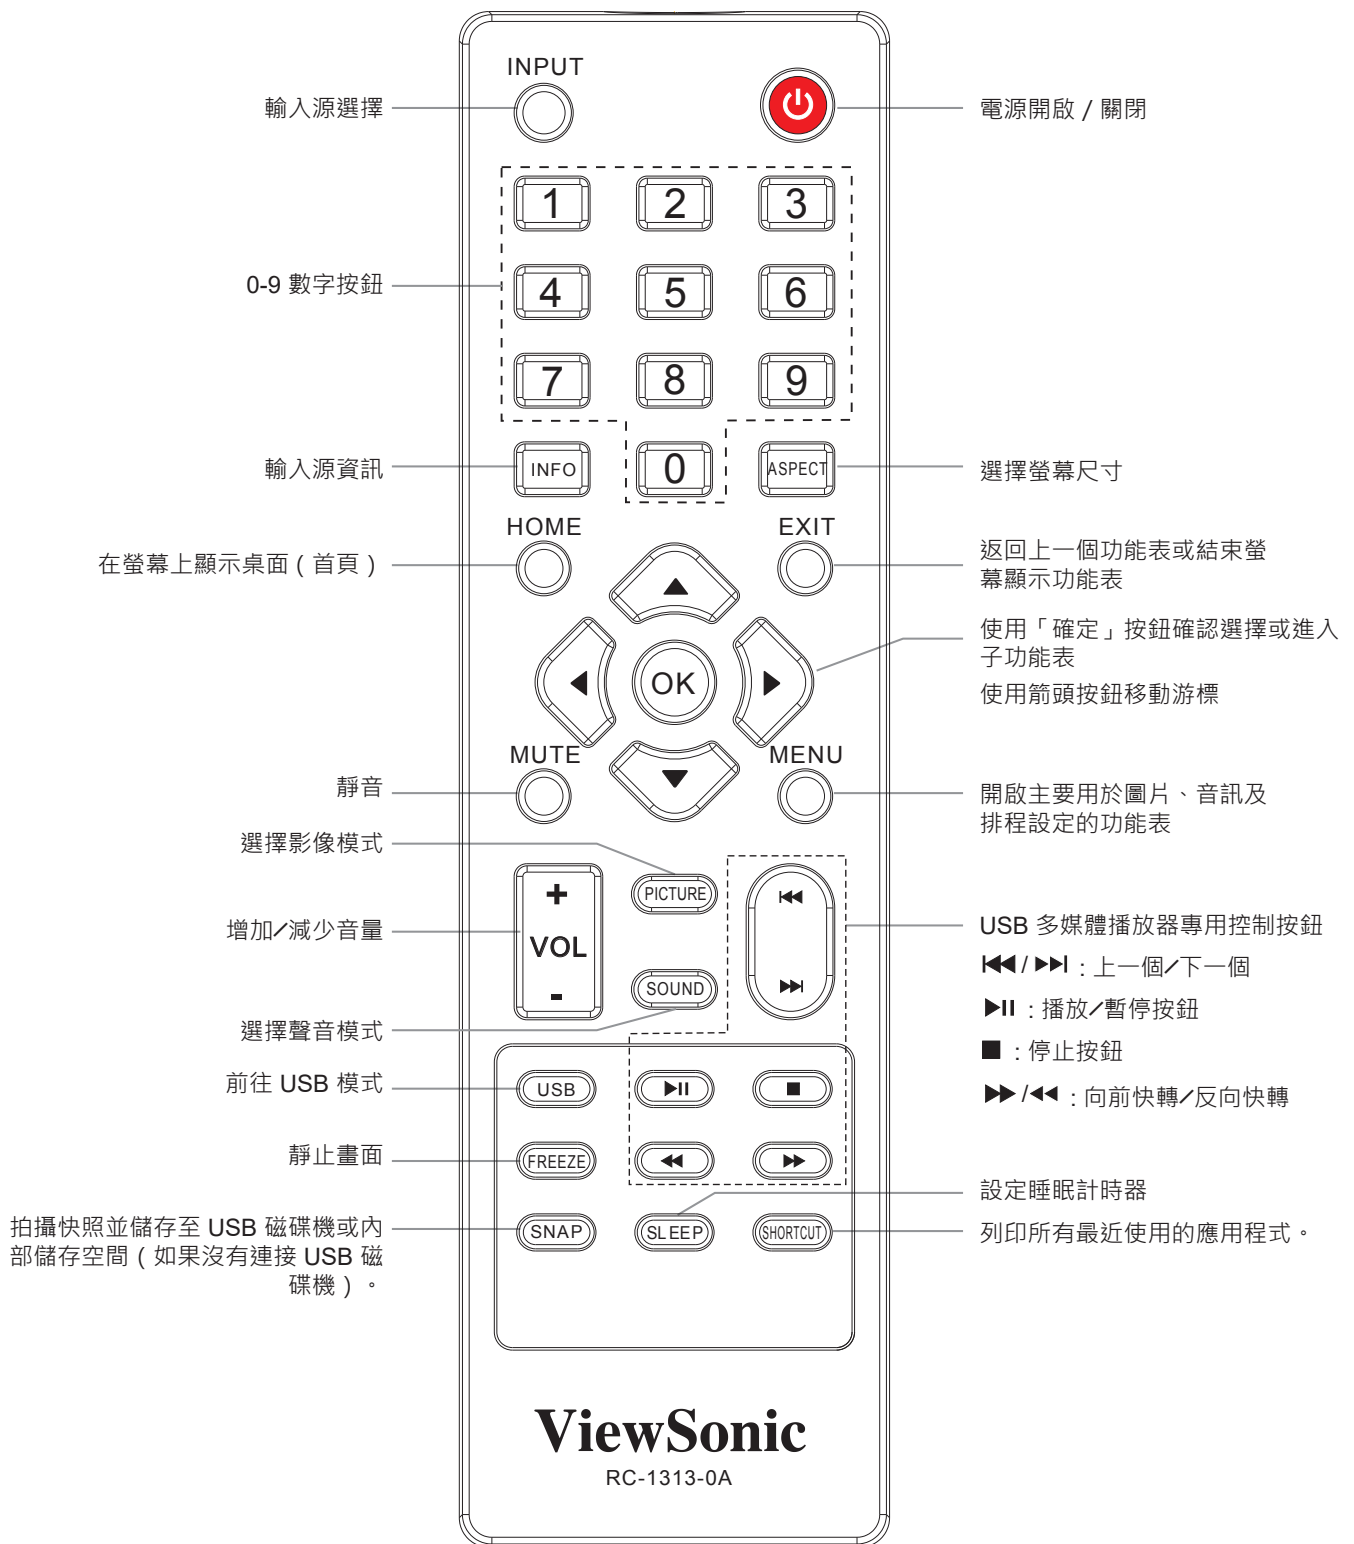 INPUT
輸入源選擇
電源開啟 / 關閉
1 2 3
0-9 數字按鈕
4 5 6
7 8 9
輸入源資訊
INFO
0
ASPECT
選擇螢幕尺寸
HOME
EXIT
在螢幕上顯示桌面 ( 首頁 )
返回上一個功能表或結束螢
幕顯示功能表
使用「確定」按鈕確認選擇或進入
子功能表
使用箭頭按鈕移動游標
OK
MUTE
MENU
靜音
開啟主要用於圖片、音訊及
排程設定的功能表
選擇影像模式
PICTURE
+
VOL
-
增加/減少音量
SOUND
選擇聲音模式
USB 多媒體播放器專用控制按鈕
⏮ / ⏭ : 上一個/下一個
⏯ : 播放/暫停按鈕
■ : 停止按鈕
▶▶ /◀◀ : 向前快轉/反向快轉
前往 USB 模式
USB
靜止畫面
FREEZE
拍攝快照並儲存至 USB 磁碟機或內
部儲存空間 ( 如果沒有連接 USB 磁
碟機 ) 。
SNAP
SLEEP
SHORTCUT
設定睡眠計時器
列印所有最近使用的應用程式。
ViewSonic
RC-1313-0A